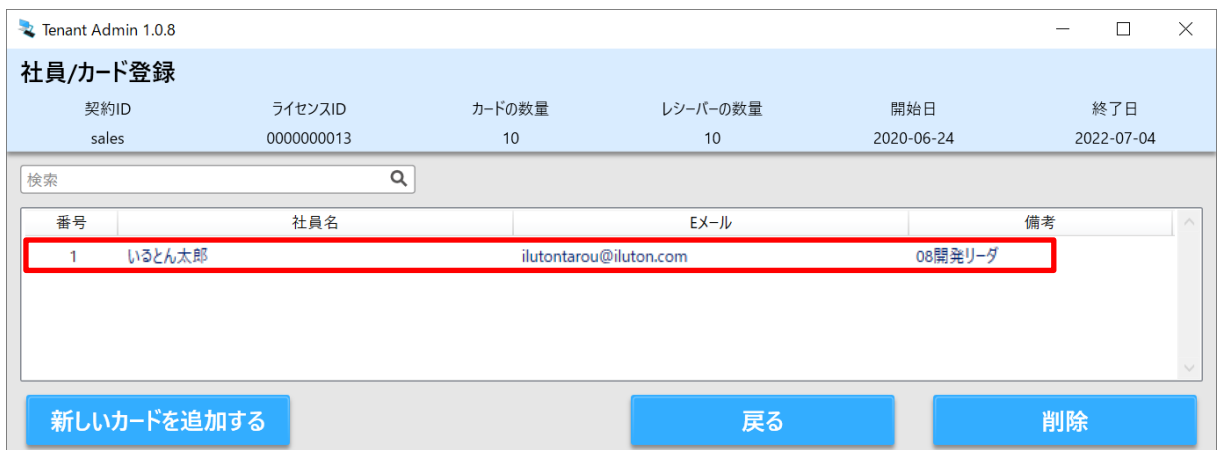 Tenant Admin 1.0.8
社員/カード登録
契約ID ライセンスID カードの数量 レシーバーの数量 開始日 終了日
sales 0000000013 10 10 2020-06-24 2022-07-04
検索
番号 社員名 Eメール 備考
1 いるとん太郎 ilutontarou@iluton.com 08開発リーダ
新しいカードを追加する 戻る 削除